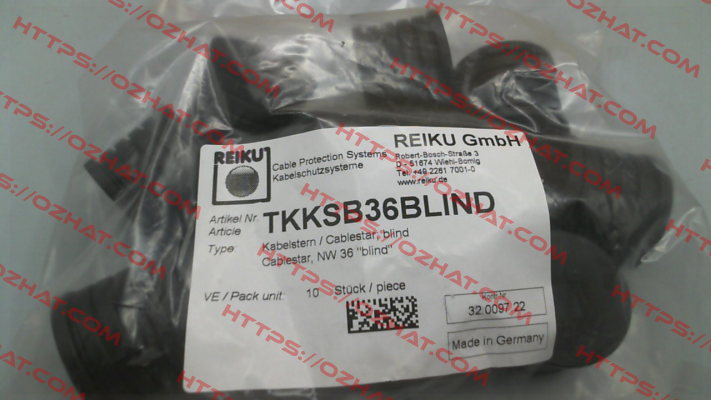 REIKU
Cable Protection Systems
Kabelschutzsysteme
REIKU GmbH
Robert-Bosch-Straße 3
D - 51674 Wiehl-Bomig
Tel. +49 2261 7001-0
www.reiku.de
Artikel Nr.
Article
TKKSB36BLIND
Type:
Kabelstern / Cablestar, blind
Cablestar, NW 36 "blind"
VE / Pack unit:
10 Stück / piece
32.0097.22
Made in Germany
HTTPS://OZHAT.COM